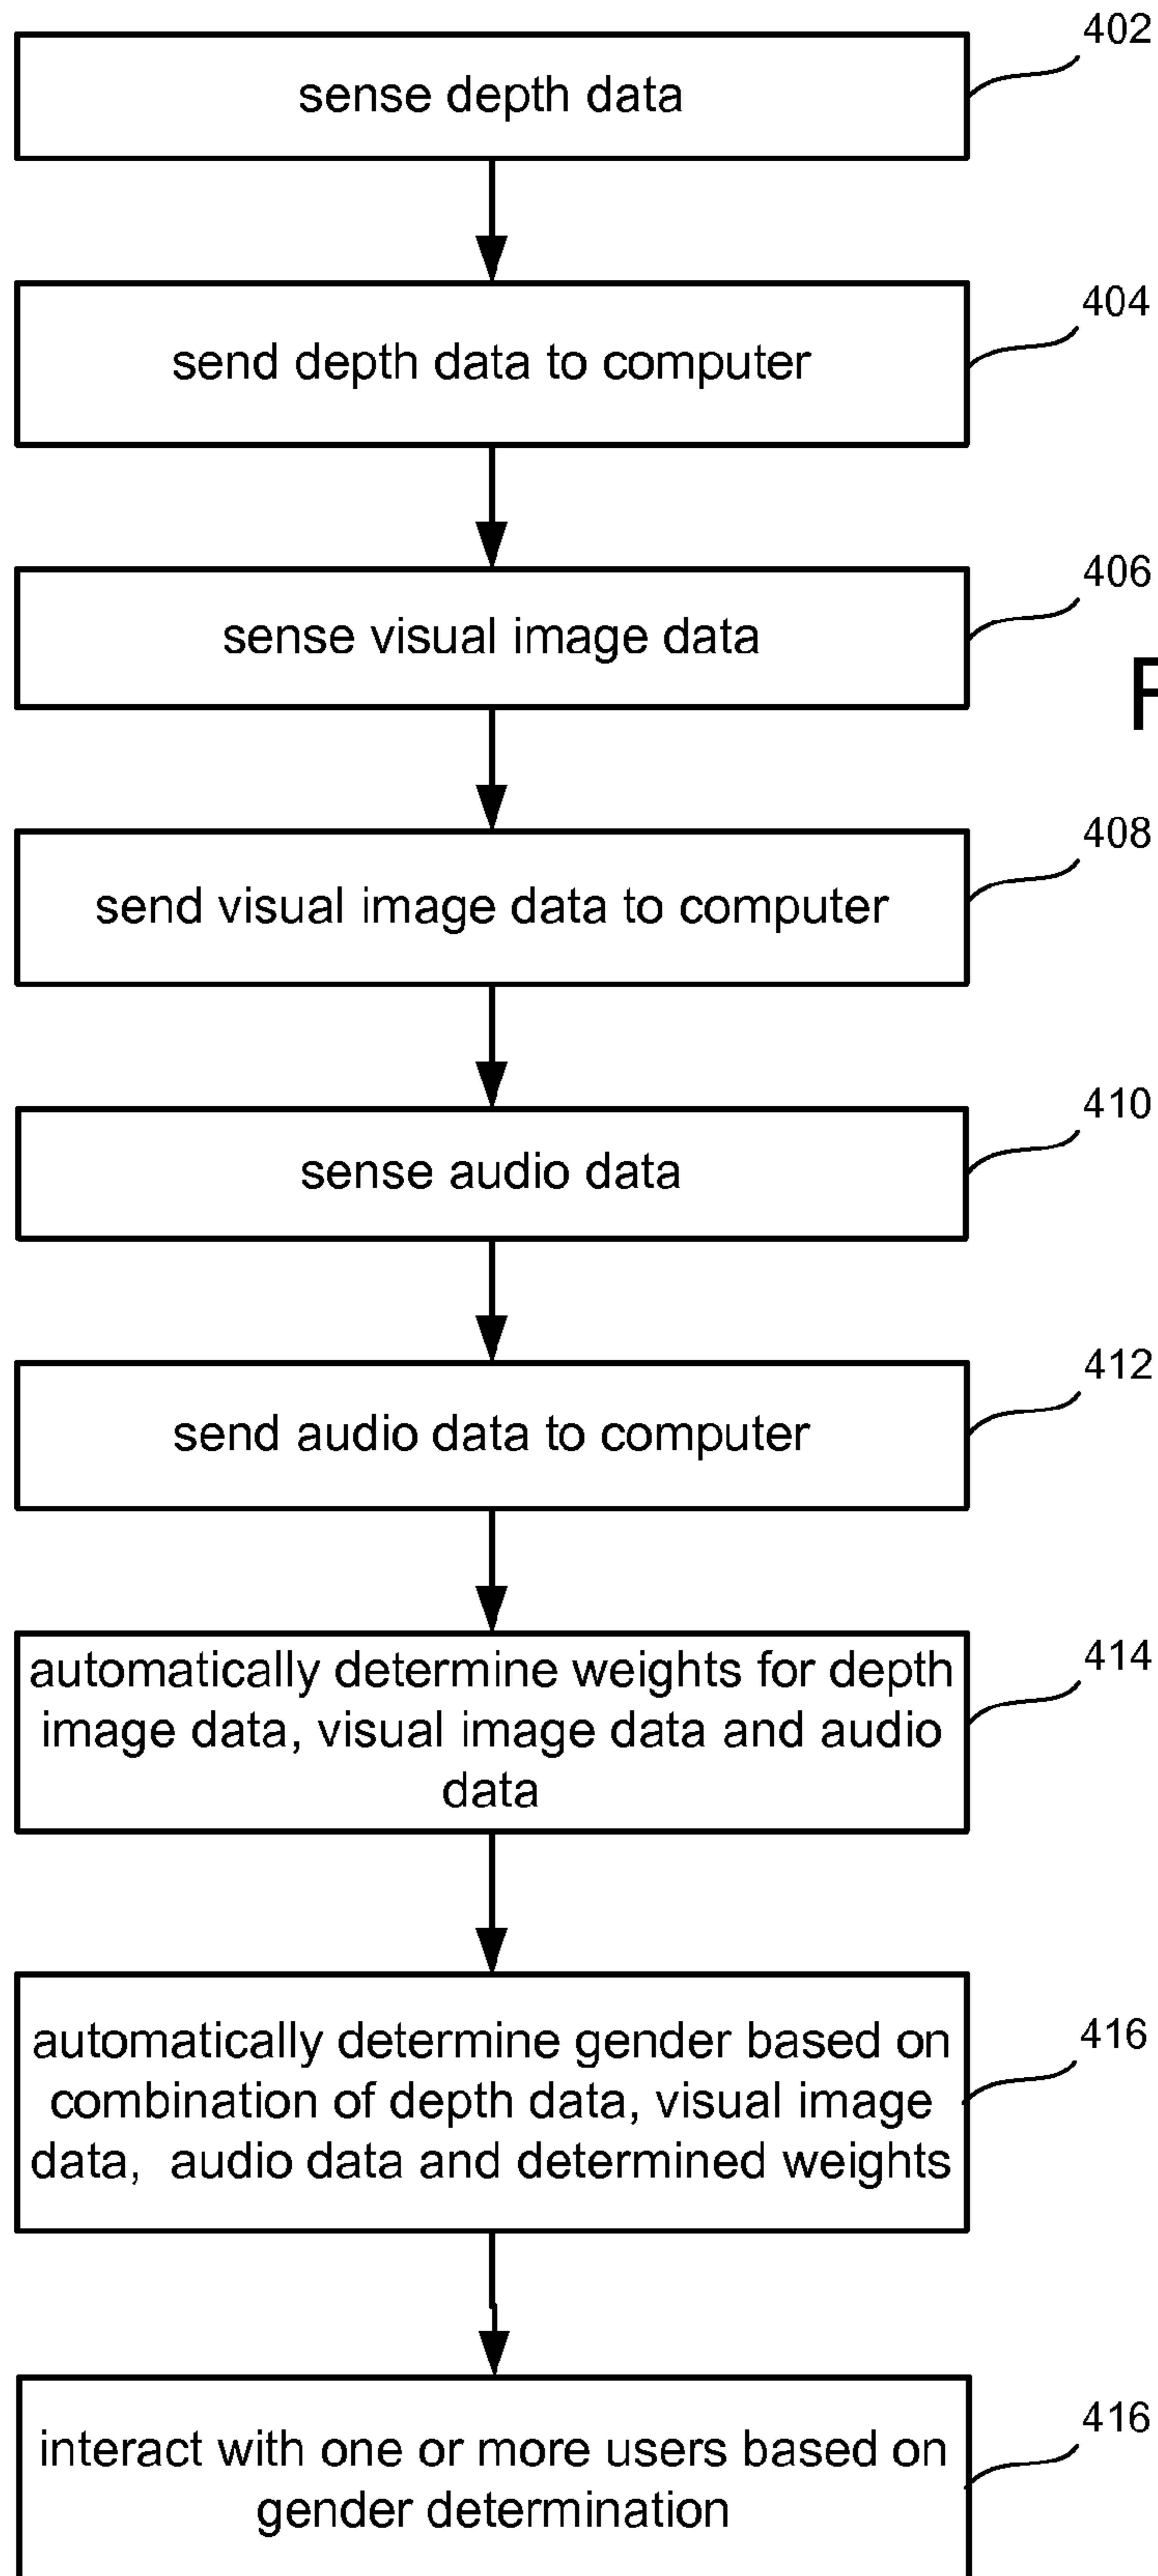 402
sense depth data
404
send depth data to computer
406
sense visual image data
F
408
send visual image data to computer
410
sense audio data
412
send audio data to computer
414
automatically determine weights for depth
image data, visual image data and audio
data
416
automatically determine gender based on
combination of depth data, visual image
data, audio data and determined weights
416
interact with one or more users based on
gender determination